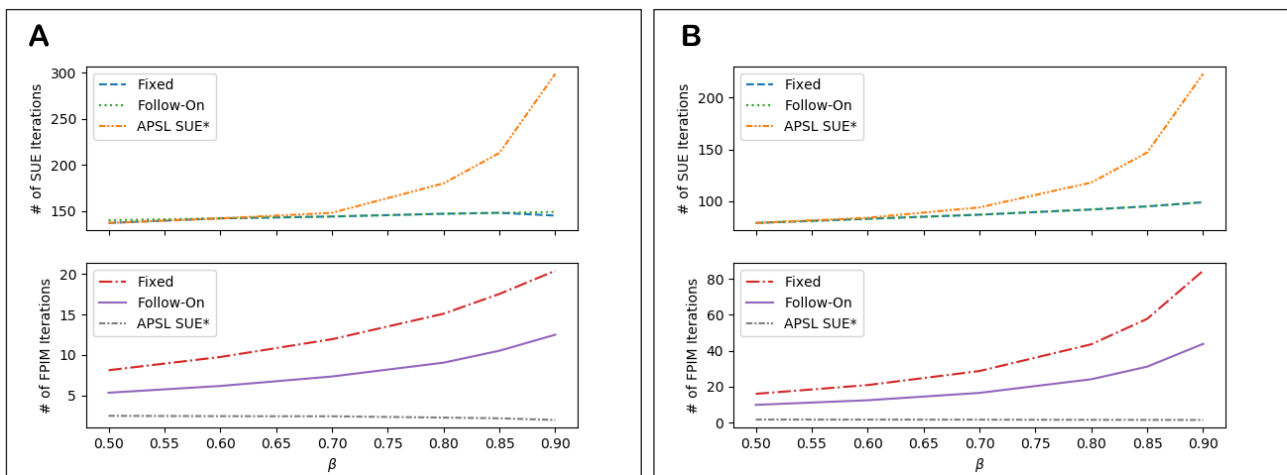 A
# of SUE Iterations
300
250
200
150
Fixed
Follow-On
APSL SUE*
# of FPIM Iterations
20
15
10
5
Fixed
Follow-On
APSL SUE*
0.50 0.55 0.60 0.65 0.70 0.75 0.80 0.85 0.90
β
B
# of SUE Iterations
200
150
100
Fixed
Follow-On
APSL SUE*
# of FPIM Iterations
80
60
40
20
0
Fixed
Follow-On
APSL SUE*
0.50 0.55 0.60 0.65 0.70 0.75 0.80 0.85 0.90
β